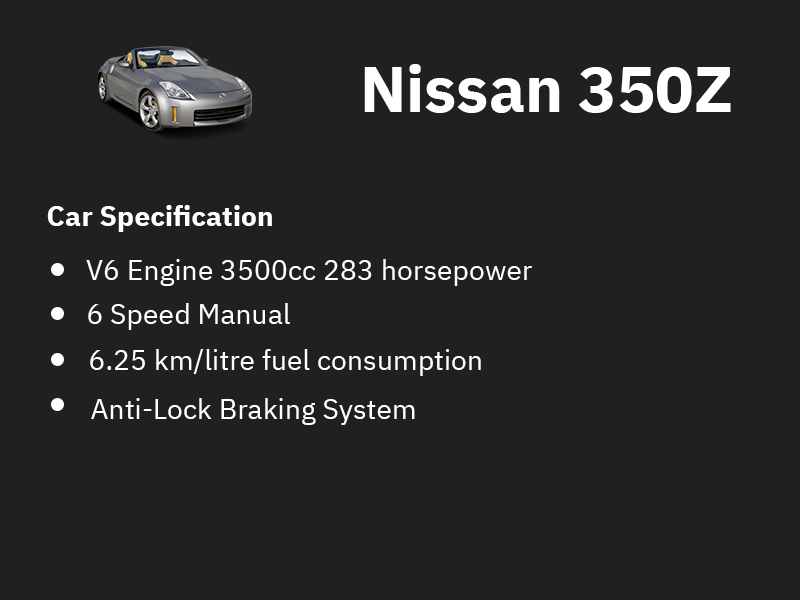 Nissan 350Z
Car Specification
V6 Engine 3500cc 283 horsepower
6 Speed Manual
6.25 km/litre fuel consumption
Anti-Lock Braking System